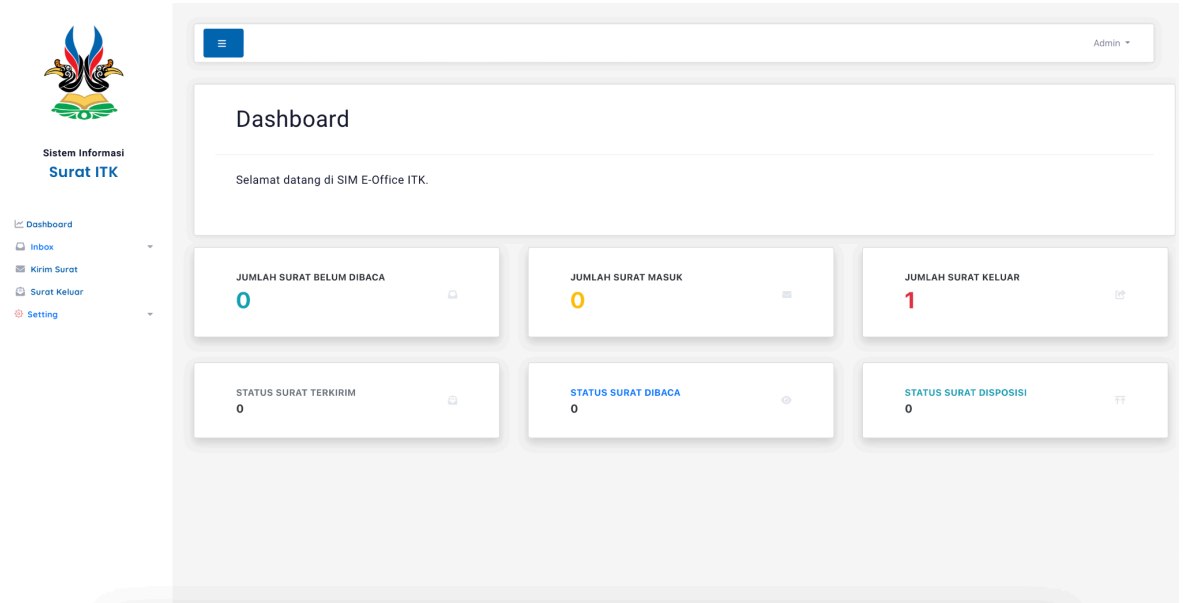 Sistem Informasi
Surat ITK
Dashboard
Inbox
Kirim Surat
Surat Keluar
Setting
Admin
Dashboard
Selamat datang di SIM E-Office ITK.
JUMLAH SURAT BELUM DIBACA
0
JUMLAH SURAT MASUK
0
JUMLAH SURAT KELUAR
1
STATUS SURAT TERKIRIM
0
STATUS SURAT DIBACA
0
STATUS SURAT DISPOSISI
0